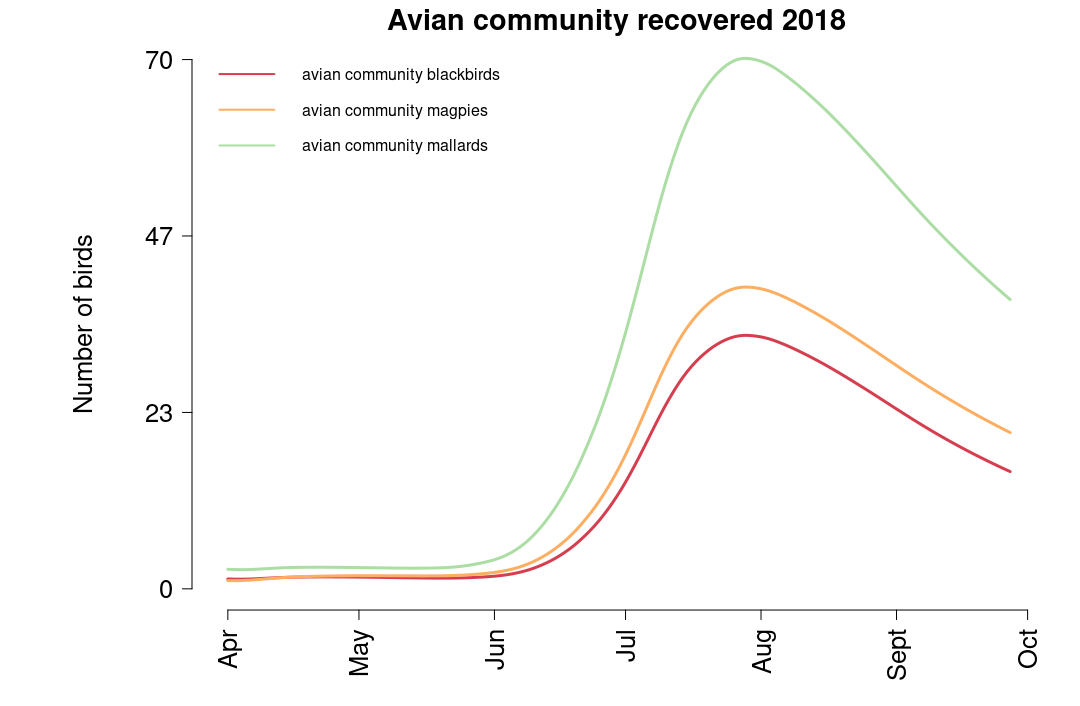 Avian community recovered 2018
70
47
23
0
Number of birds
avian community blackbirds
avian community magpies
avian community mallards
Apr
May
Jun
Jul
Aug
Sept
Oct